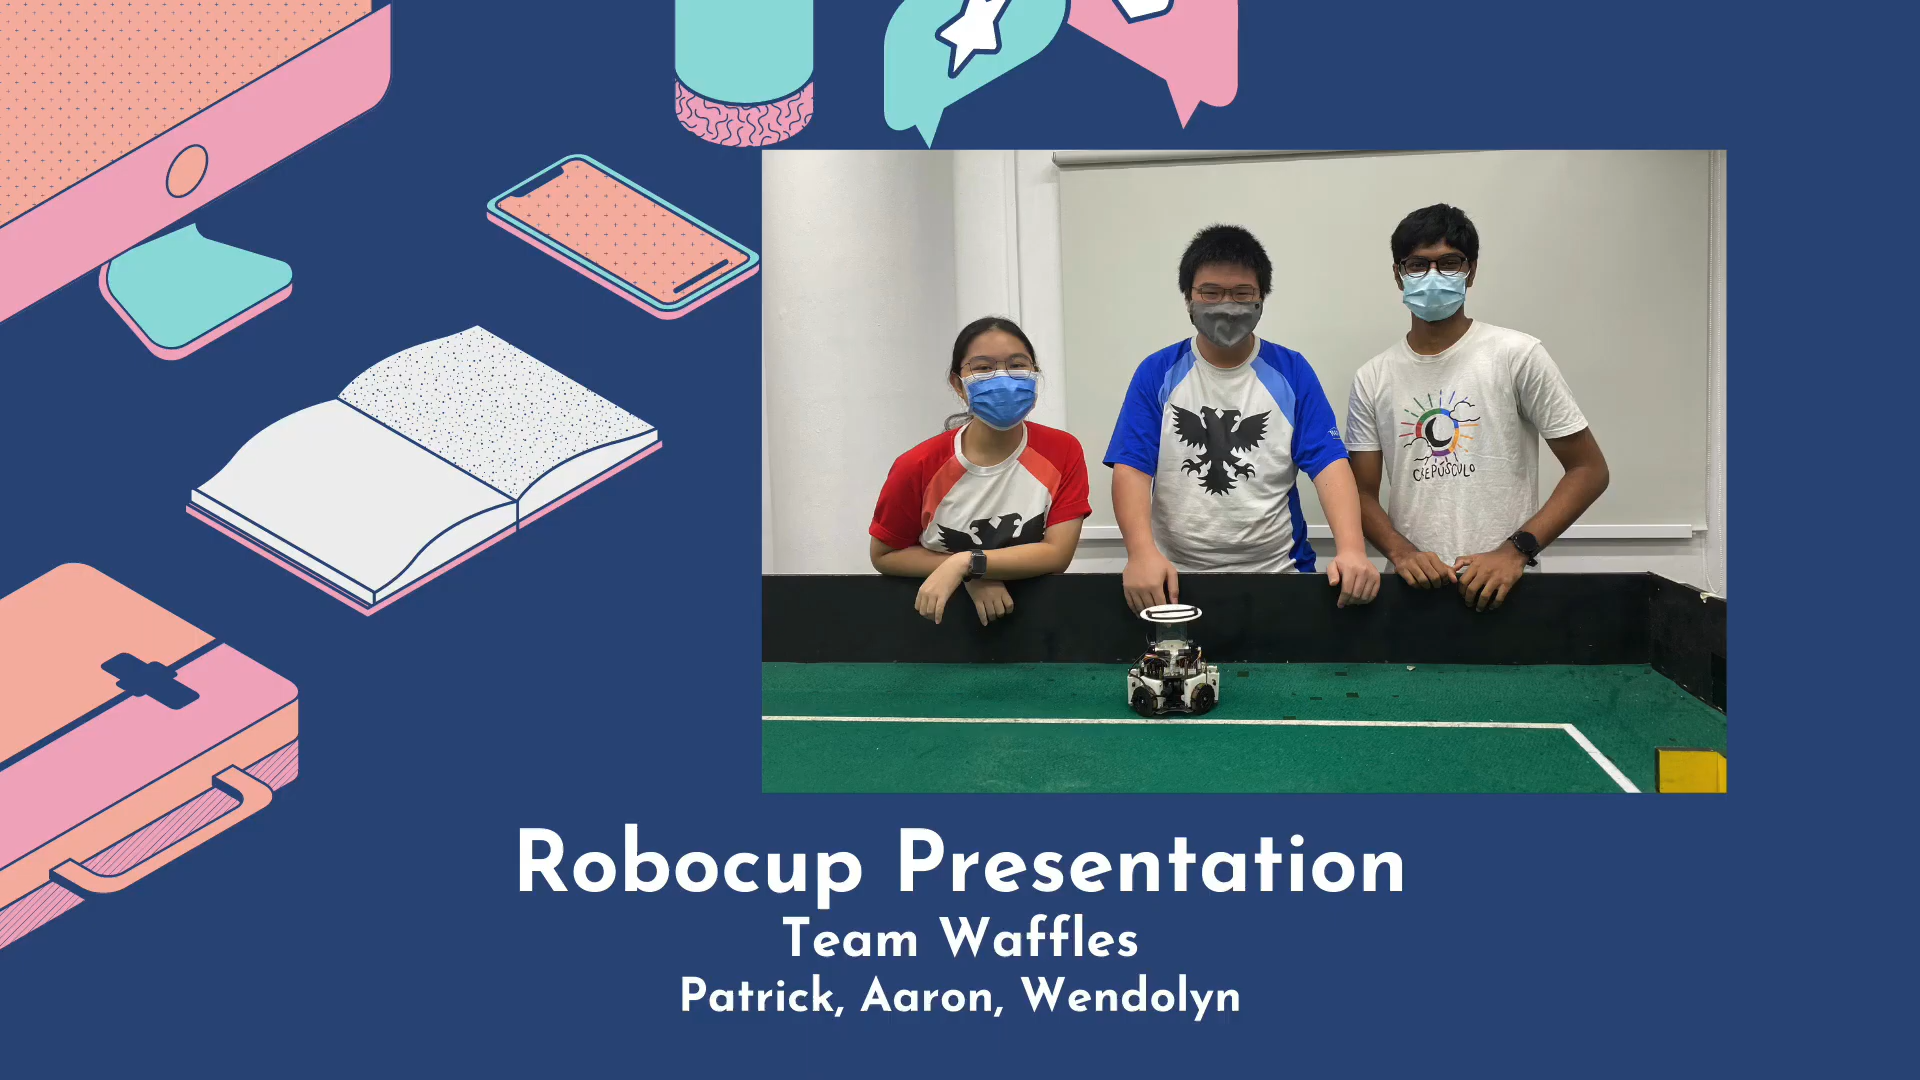 CREPÚSCULO
Robocup Presentation
Team Waffles
Patrick, Aaron, Wendolyn